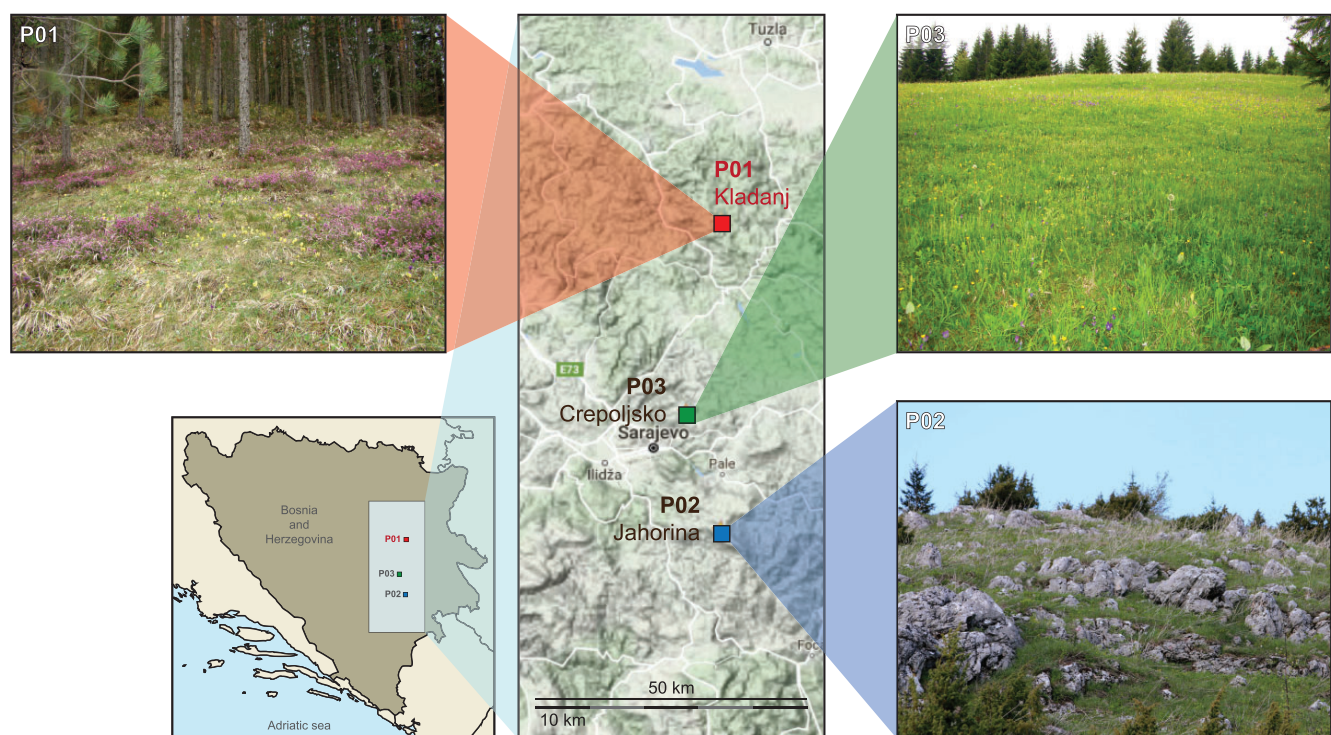 P01
Tuzla
P03
P01
Kladanj
E73
P03
Crepoljsko
Sarajevo
Ilidža
Pale
P02
P02
Jahorina
Bosnia
and
Herzegovina
P01
P03
P02
Adriatic sea
Foč
50 km
10 km